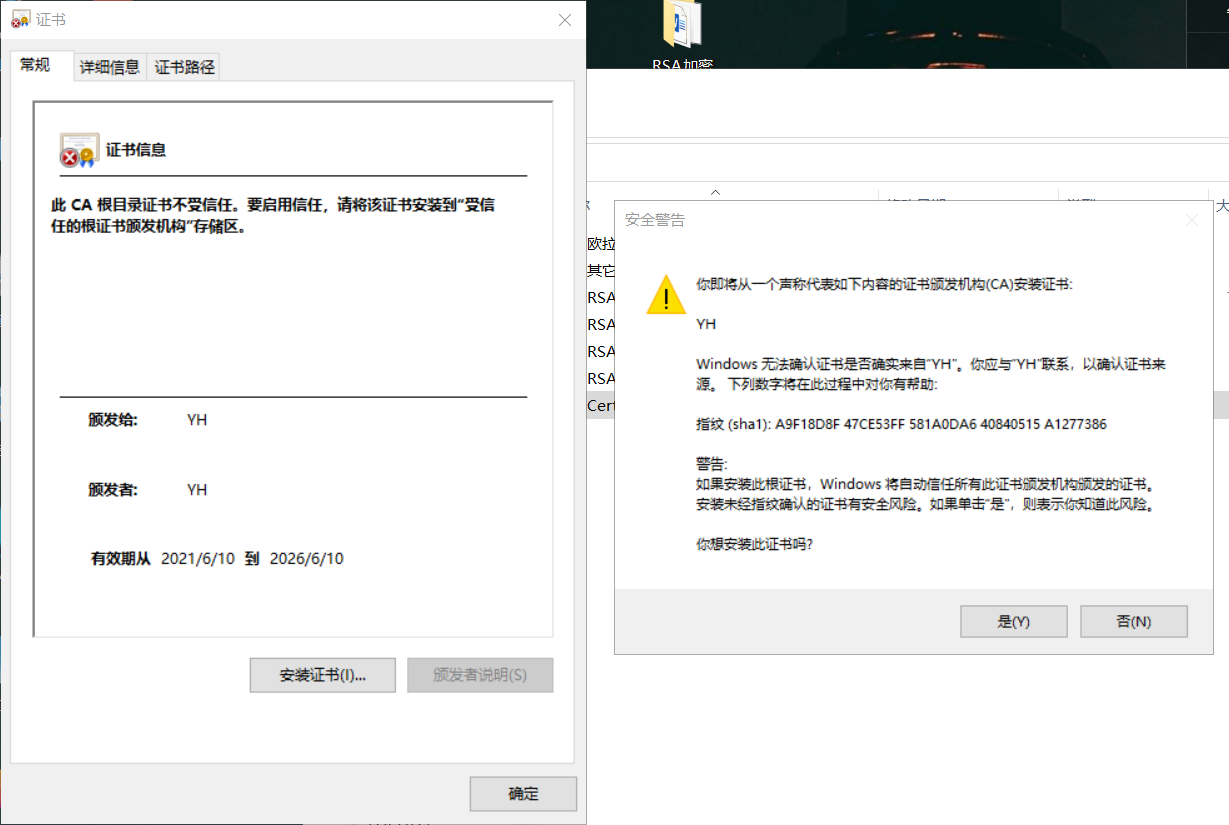 证书
常规
详细信息
证书路径
证书信息
此 CA 根目录证书不受信任。要启用信任，请将该证书安装到“受信
任的根证书颁发机构”存储区。
颁发给: YH
颁发者: YH
有效期从 2021/6/10 到 2026/6/10
安装证书(I)...
颁发者说明(S)
确定
RSA加密
大
欧拉
其它
RSA
RSA
RSA
RSA
Cert
安全警告
你即将从一个声称代表如下内容的证书颁发机构(CA)安装证书:
YH
Windows 无法确认证书是否确实来自“YH”。你应与“YH”联系，以确认证书来
源。 下列数字将在此过程中对你有帮助:
指纹 (sha1): A9F18D8F 47CE53FF 581A0DA6 40840515 A1277386
警告:
如果安装此根证书，Windows 将自动信任所有此证书颁发机构颁发的证书。
安装未经指纹确认的证书有安全风险。如果单击“是”，则表示你知道此风险。
你想安装此证书吗?
是(Y)
否(N)